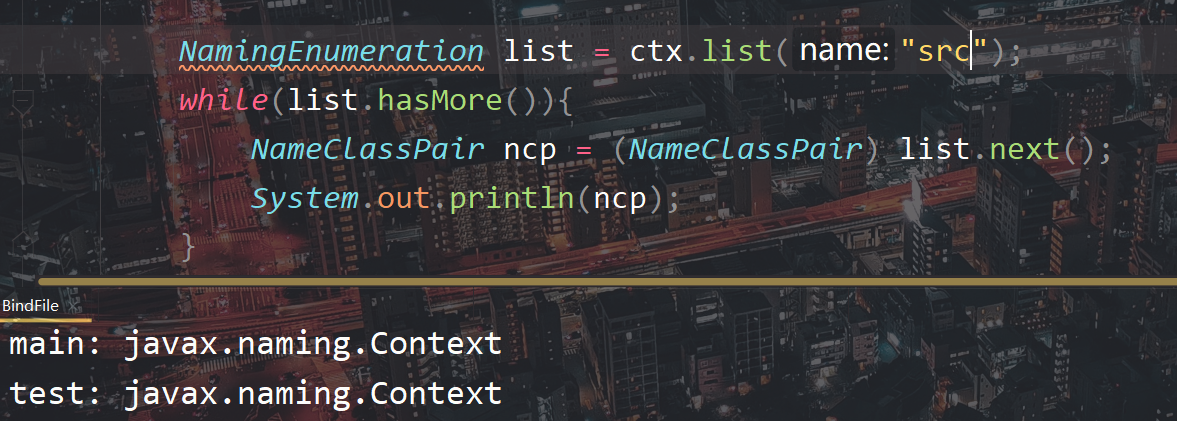 NamingEnumeration list = ctx.list( name: "src");
while(list.hasMore()){
    NameClassPair ncp = (NameClassPair) list.next();
    System.out.println(ncp);
}
BindFile
main: javax.naming.Context
test: javax.naming.Context